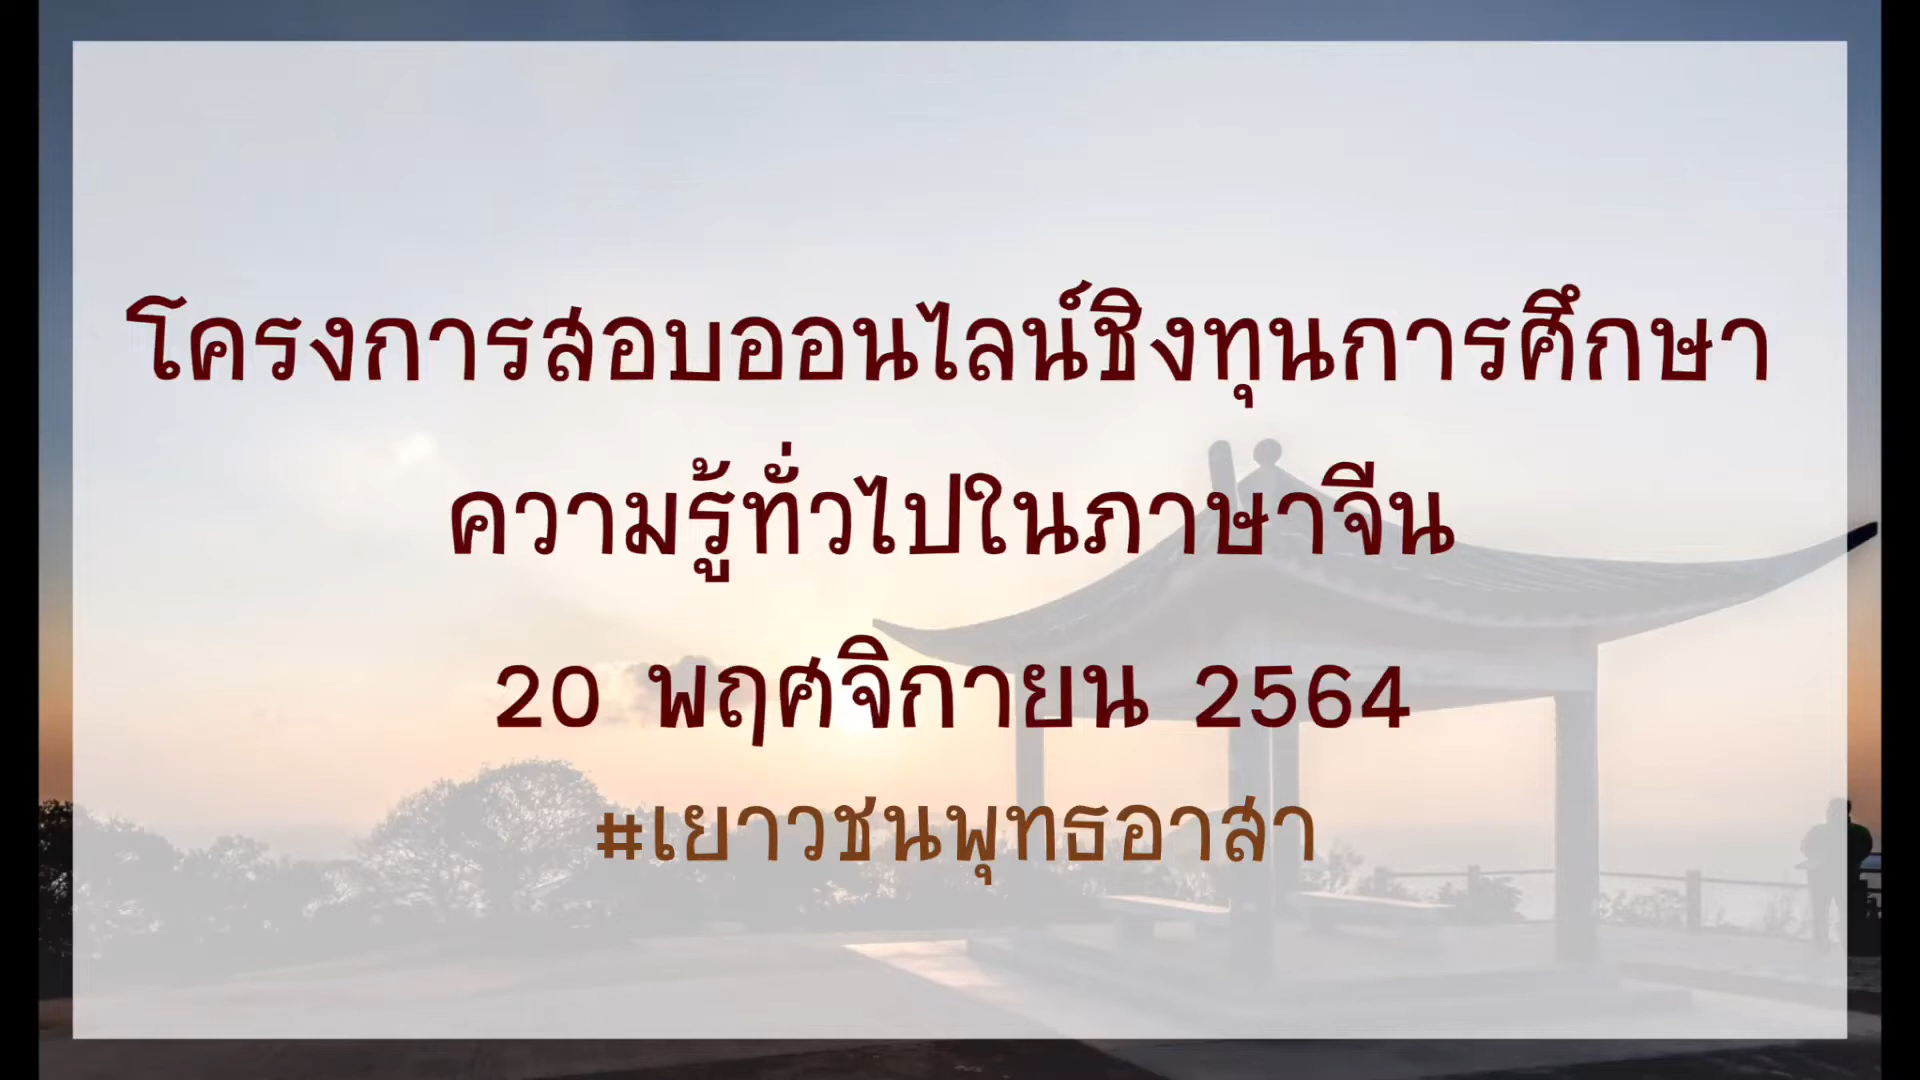 โครงการสอบออนไลน์ชิงทุนการศึกษา
ความรู้ทั่วไปในภาษาจีน
20 พฤศจิกายน 2564
#เยาวชนพุทธอาสา